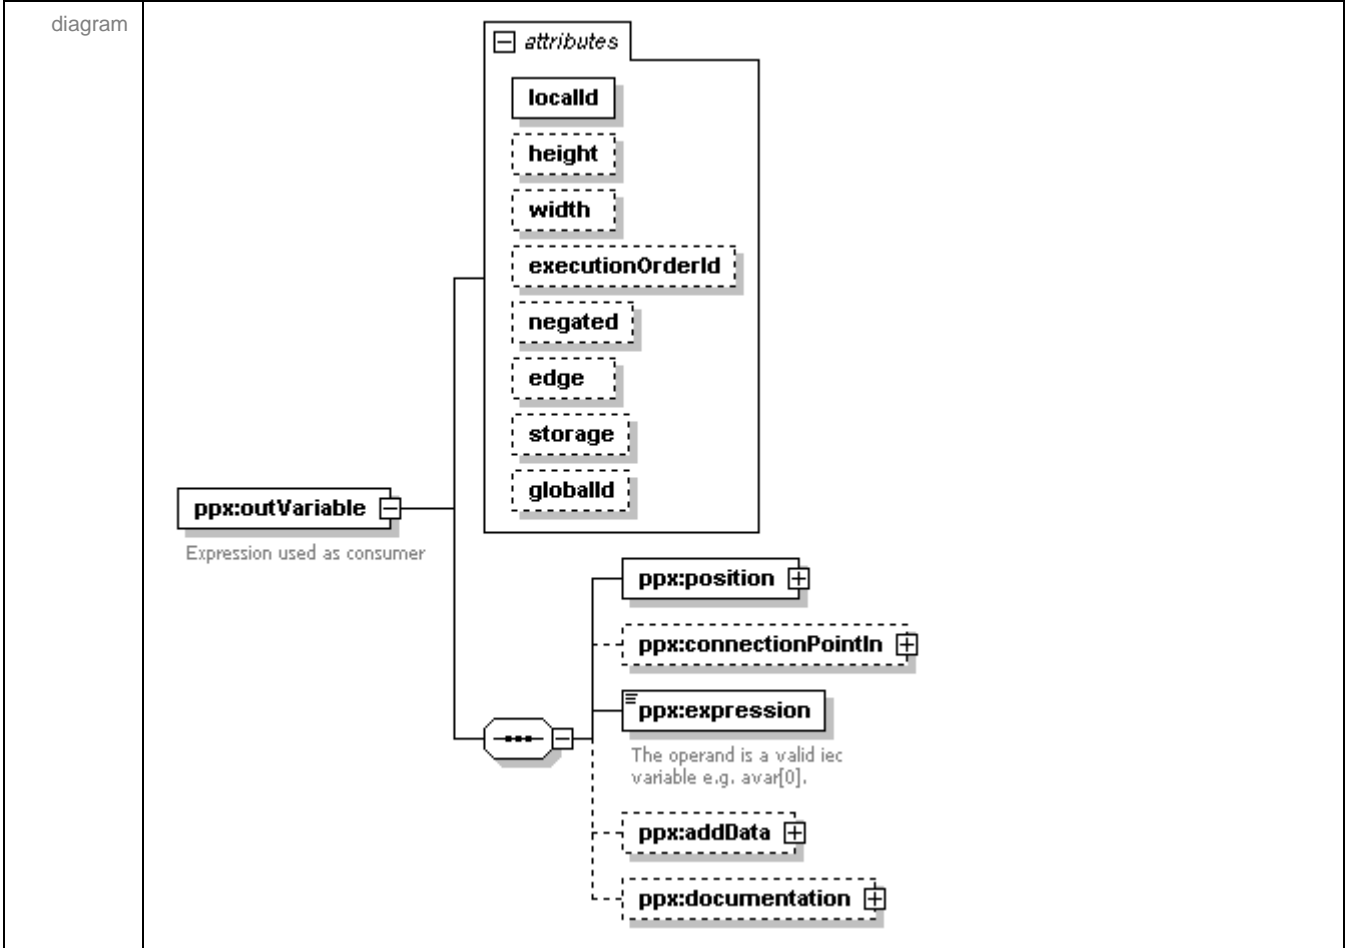 diagram
attributes
localId
height
width
executionOrderId
negated
edge
storage
globalId
ppx:outVariable
Expression used as consumer
ppx:position
ppx:connectionPointIn
ppx:expression
The operand is a valid iec
variable e.g. avar[0].
ppx:addData
ppx:documentation